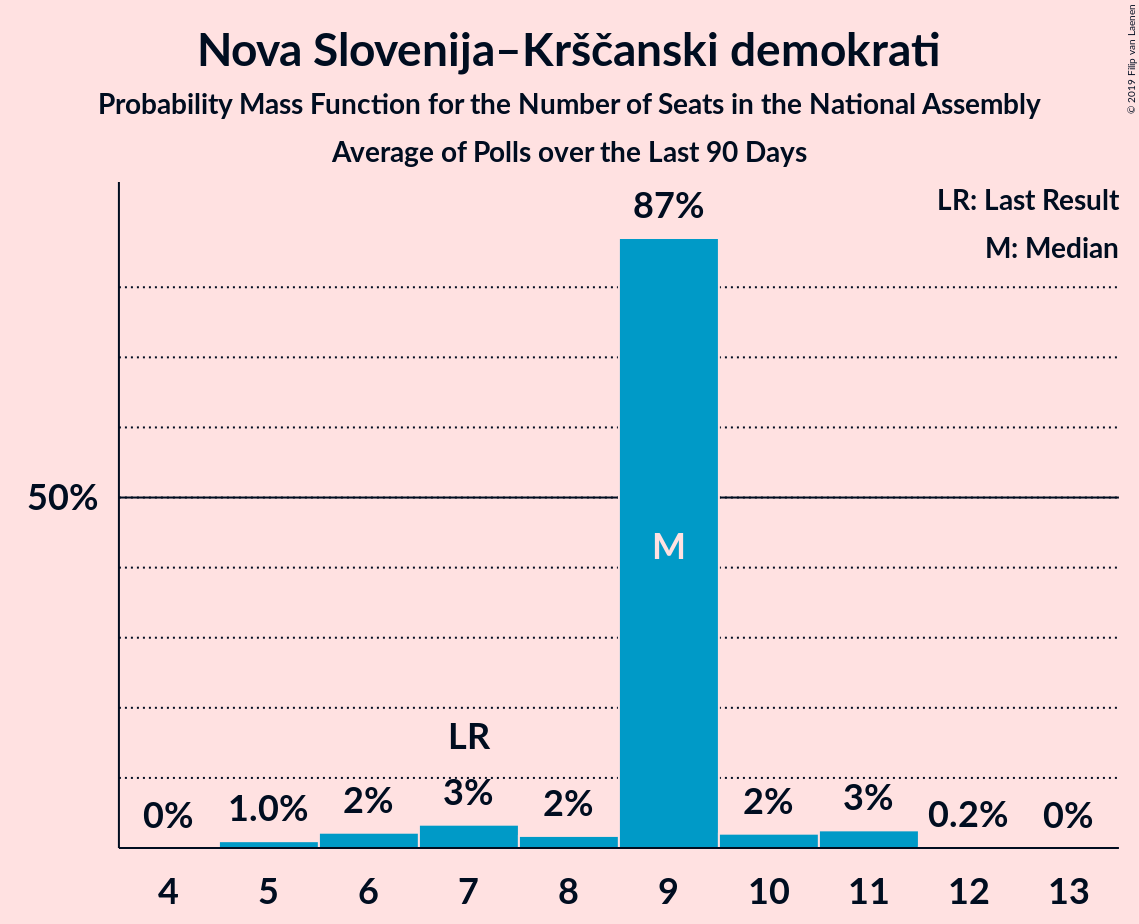 Nova Slovenija–Krščanski demokrati
Probability Mass Function for the Number of Seats in the National Assembly
Average of Polls over the Last 90 Days
© 2019 Filip van Laenen
LR: Last Result
M: Median
87%
50%
M
LR
0% 1.0% 2% 3% 2% 2% 3% 0.2% 0%
4 5 6 7 8 9 10 11 12 13